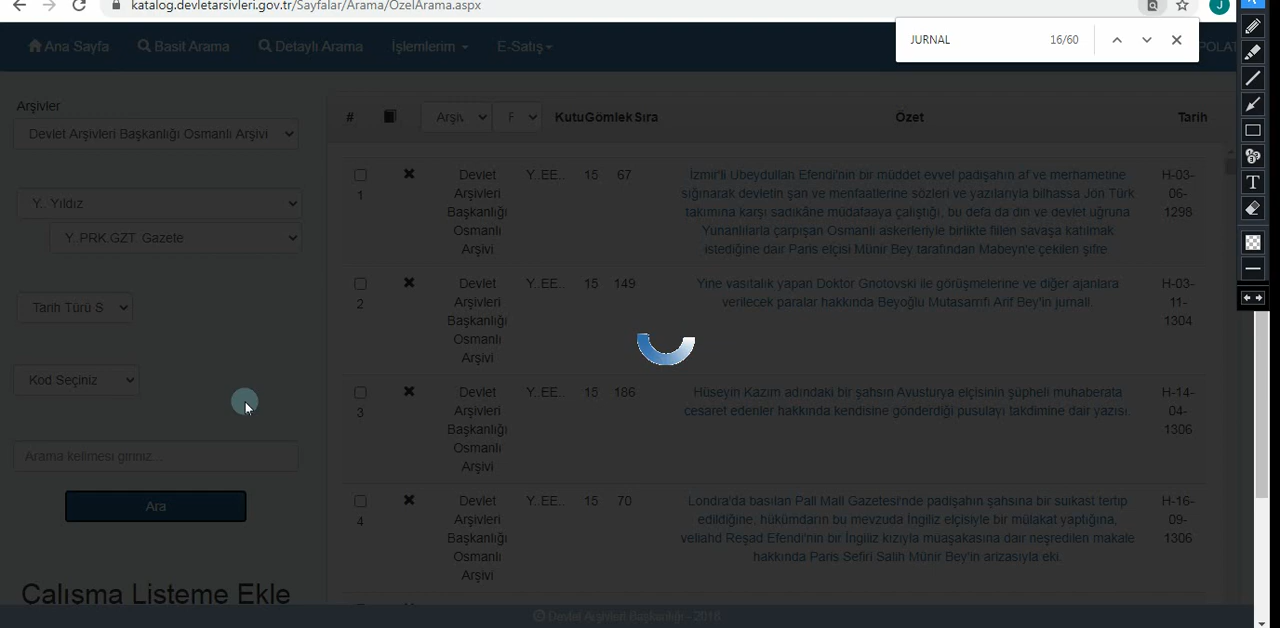 katalog.devletarsivleri.gov.tr/Sayfalar/Arama/OzelArama.aspx
J
JURNAL 16/60
Ana Sayfa Basit Arama Detaylı Arama İşlemlerim E-Satış
POLAT
Arşivler
Devlet Arşivleri Başkanlığı Osmanlı Arşivi
Y.. Yıldız
Y..PRK.GZT. Gazete
Tarih Türü S
Kod Seçiniz
Arama kelimesi giriniz...
Ara
Calışma Listeme Ekle
# Arşiv F Kutu Gömlek Sıra Özet Tarih
1
Devlet
Arşivleri
Başkanlığı
Osmanlı
Arşivi
Y..EE.. 15 67
İzmir'li Ubeydullah Efendi'nin bir müddet evvel padişahın af ve merhametine
sığınarak devletin şan ve menfaatlerine sözleri ve yazılarıyla bilhassa Jön Türk
takımına karşı sadıkâne müdafaaya çalıştığı, bu defa da din ve devlet uğruna
Yunanlılarla çarpışan Osmanlı askerleriyle birlikte fiilen savaşa katılmak
istediğine dair Paris elçisi Münir Bey tarafından Mabeyn'e çekilen şifre
H-03-
06-
1298
2
Devlet
Arşivleri
Başkanlığı
Osmanlı
Arşivi
Y..EE.. 15 149
Yine vasıtalık yapan Doktor Gnotovski ile görüşmelerine ve diğer ajanlara
verilecek paralar hakkında Beyoğlu Mutasarrıfı Arif Bey'in jurnali.
H-03-
11-
1304
3
Devlet
Arşivleri
Başkanlığı
Osmanlı
Arşivi
Y..EE.. 15 186
Hüseyin Kazım adındaki bir şahsın Avusturya elçisinin şüpheli muhaberata
cesaret edenler hakkında kendisine gönderdiği pusulayı takdimine dair yazısı.
H-14-
04-
1306
4
Devlet
Arşivleri
Başkanlığı
Osmanlı
Arşivi
Y..EE.. 15 70
Londra'da basılan Pall Mall Gazetesi'nde padişahın şahsına bir suikast tertip
edildiğine, hükümdarın bu mevzuda İngiliz elçisiyle bir mülakat yaptığına,
veliahd Reşad Efendi'nin bir İngiliz kızıyla muaşakasına dair neşredilen makale
hakkında Paris Sefiri Salih Münir Bey'in arizasıyla eki.
H-16-
09-
1306
Devlet Arşivleri Başkanlığı - 2018